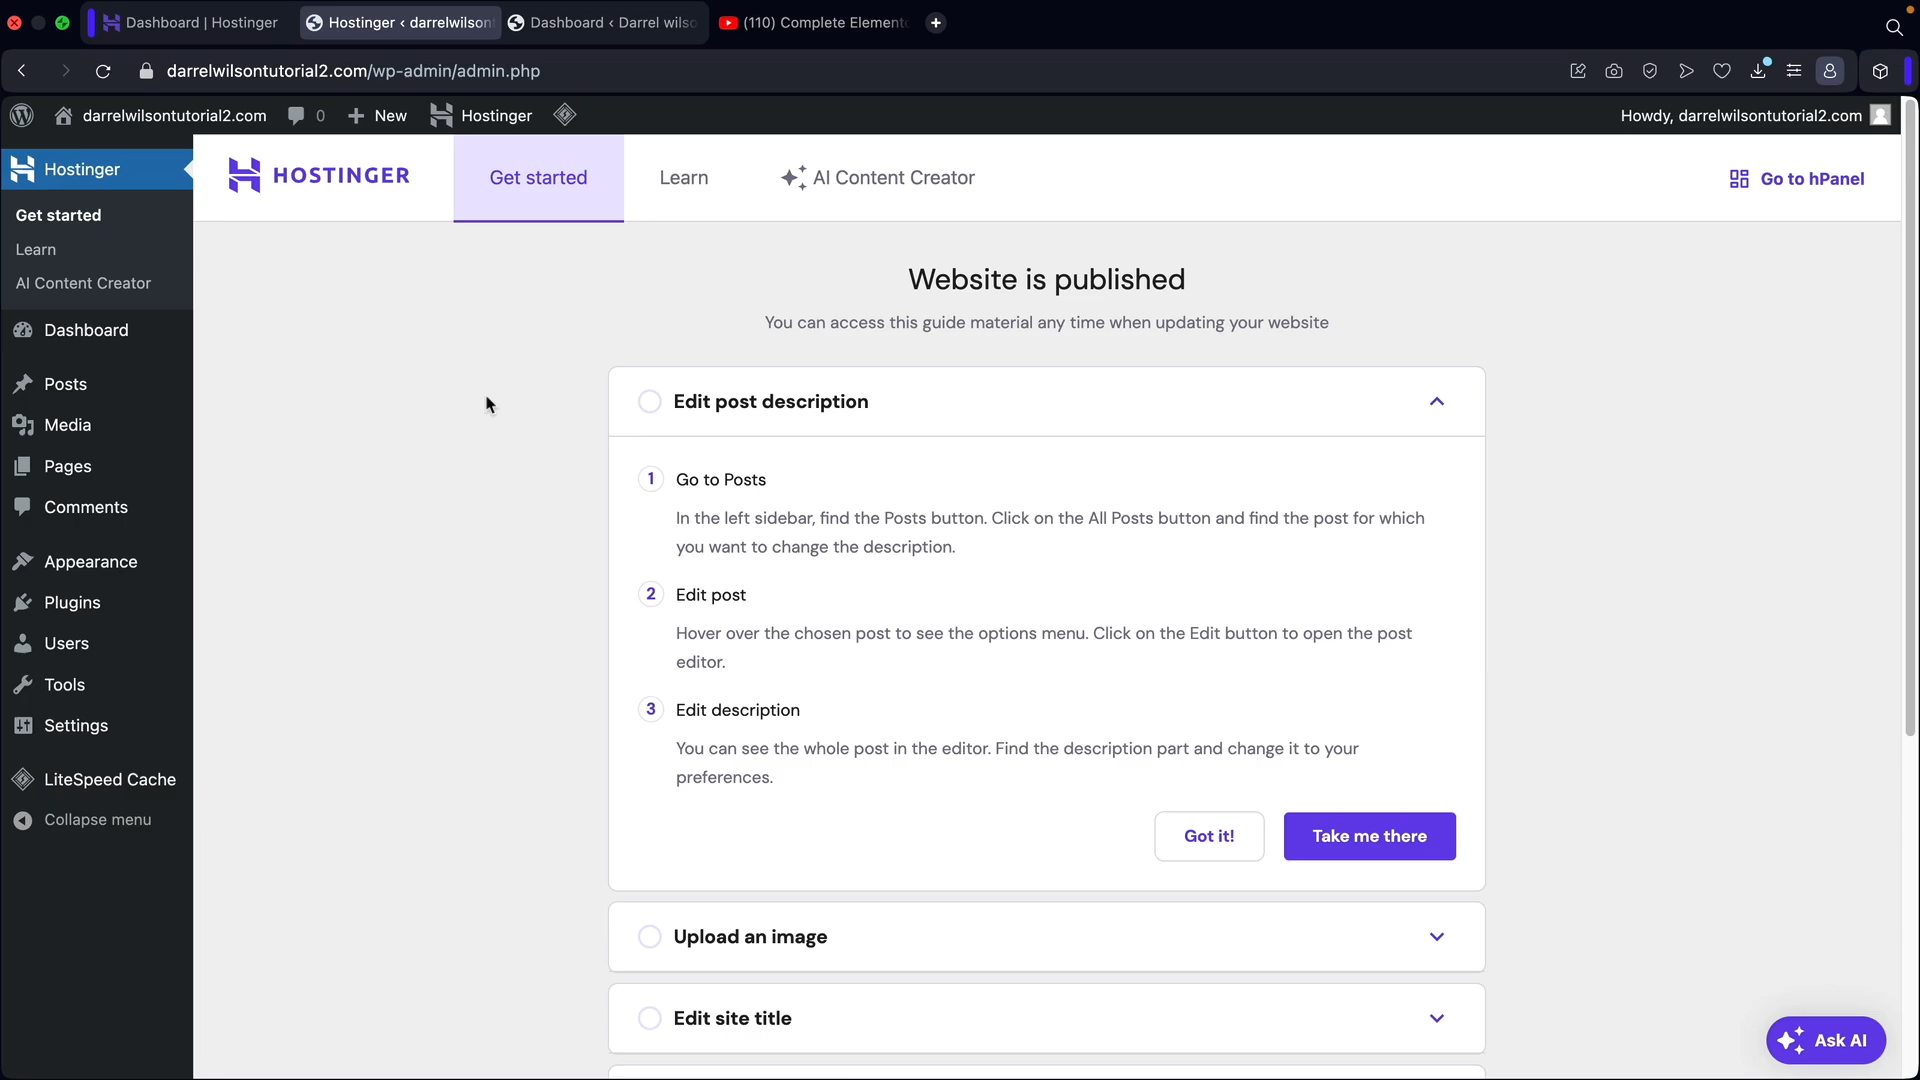 Dashboard | Hostinger
Hostinger ‹ darrelwilson
Dashboard ‹ Darrel wils
(110) Complete Element
darrelwilsontutorial2.com/wp-admin/admin.php
darrelwilsontutorial2.com
0
New
Hostinger
Howdy, darrelwilsontutorial2.com
Hostinger
Get started
Learn
AI Content Creator
Dashboard
Posts
Media
Pages
Comments
Appearance
Plugins
Users
Tools
Settings
LiteSpeed Cache
Collapse menu
HOSTINGER
Get started
Learn
AI Content Creator
Go to hPanel
Website is published
You can access this guide material any time when updating your website
Edit post description
1 Go to Posts
In the left sidebar, find the Posts button. Click on the All Posts button and find the post for which
you want to change the description.
2 Edit post
Hover over the chosen post to see the options menu. Click on the Edit button to open the post
editor.
3 Edit description
You can see the whole post in the editor. Find the description part and change it to your
preferences.
Got it!
Take me there
Upload an image
Edit site title
Ask AI